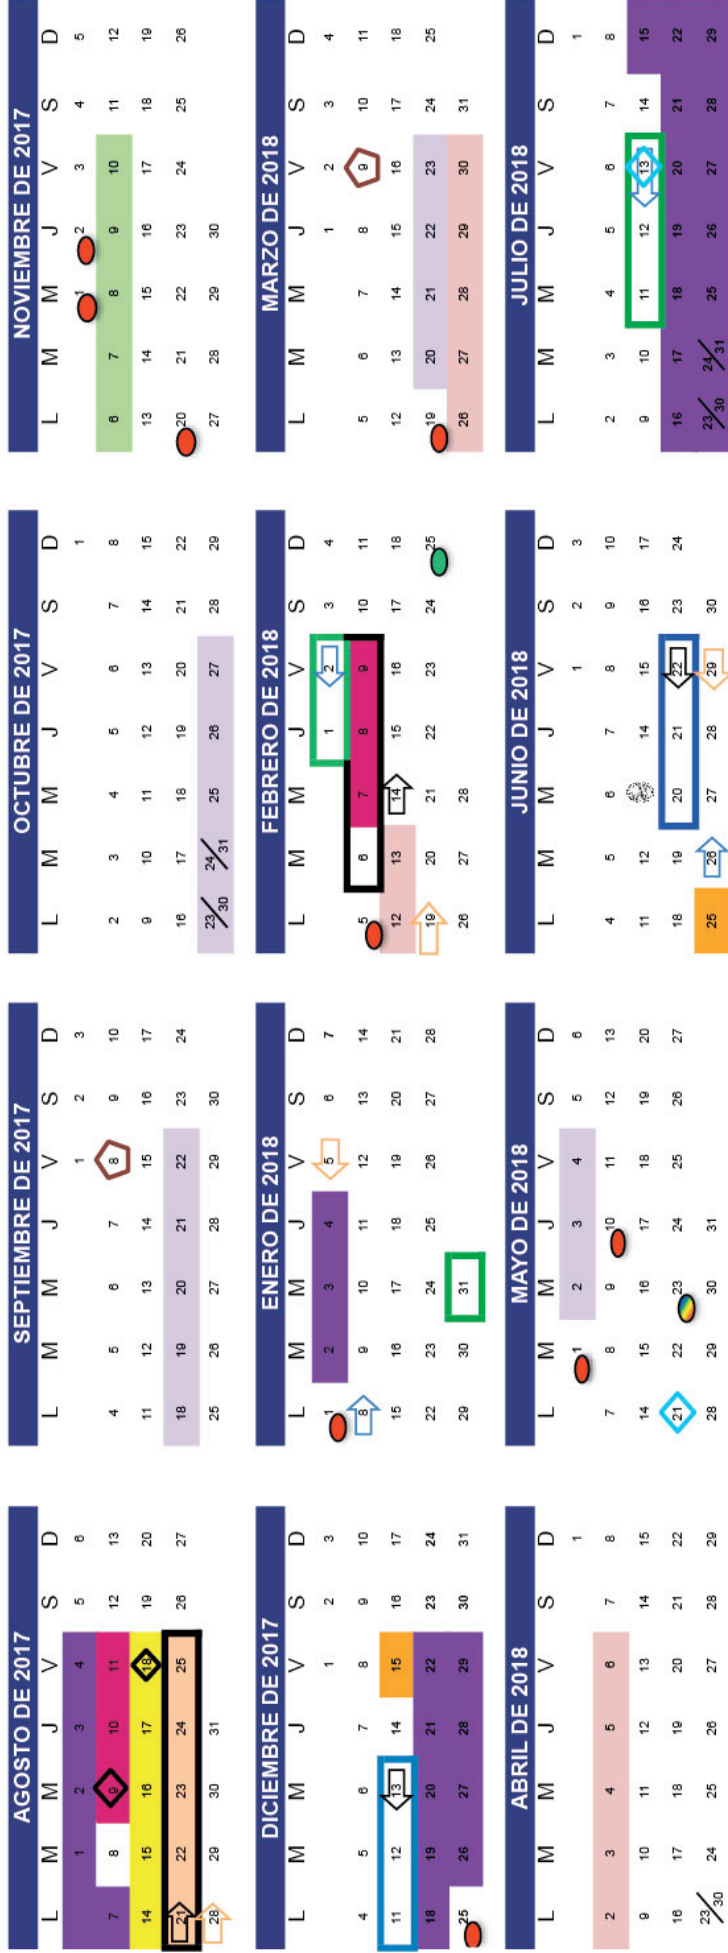 AGOSTO DE 2017
L M M J V S D
1 2 3 4 5 6
7 8 9 10 11 12 13
14 15 16 17 18 19 20
21 22 23 24 25 26 27
28 29 30 31
SEPTIEMBRE DE 2017
L M M J V S D
1 2 3
4 5 6 7 8 9 10
11 12 13 14 15 16 17
18 19 20 21 22 23 24
25 26 27 28 29 30
OCTUBRE DE 2017
L M M J V S D
1
2 3 4 5 6 7 8
9 10 11 12 13 14 15
16 17 18 19 20 21 22
23/30 24/31 25 26 27 28 29
NOVIEMBRE DE 2017
L M M J V S D
1 2 3 4 5
6 7 8 9 10 11 12
13 14 15 16 17 18 19
20 21 22 23 24 25 26
27 28 29 30
DICIEMBRE DE 2017
L M M J V S D
1 2 3
4 5 6 7 8 9 10
11 12 13 14 15 16 17
18 19 20 21 22 23 24
25 26 27 28 29 30 31
ENERO DE 2018
L M M J V S D
1 2 3 4 5 6 7
8 9 10 11 12 13 14
15 16 17 18 19 20 21
22 23 24 25 26 27 28
29 30 31
FEBRERO DE 2018
L M M J V S D
1 2 3 4
5 6 7 8 9 10 11
12 13 14 15 16 17 18
19 20 21 22 23 24 25
26 27 28
MARZO DE 2018
L M M J V S D
1 2 3 4
5 6 7 8 9 10 11
12 13 14 15 16 17 18
19 20 21 22 23 24 25
26 27 28 29 30 31
ABRIL DE 2018
L M M J V S D
1
2 3 4 5 6 7 8
9 10 11 12 13 14 15
16 17 18 19 20 21 22
23/30 24 25 26 27 28 29
MAYO DE 2018
L M M J V S D
1 2 3 4 5 6
7 8 9 10 11 12 13
14 15 16 17 18 19 20
21 22 23 24 25 26 27
28 29 30 31
JUNIO DE 2018
L M M J V S D
1 2 3
4 5 6 7 8 9 10
11 12 14 15 16 17
18 19 20 21 22 23 24
25 26 27 28 29 30
JULIO DE 2018
L M M J V S D
1
2 3 4 5 6 7 8
9 10 11 12 13 14 15
16 17 18 19 20 21 22
23/30 24/31 25 26 27 28 29